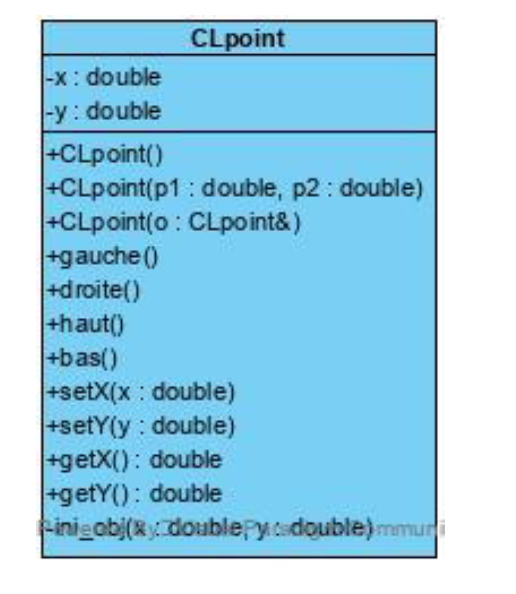 CLpoint
-x : double
-y : double
+CLpoint()
+CLpoint(p1 : double, p2 : double)
+CLpoint(o : CLpoint&)
+gauche()
+droite()
+haut()
+bas()
+setX(x : double)
+setY(y : double)
+getX() : double
+getY() : double
-ini_obj(x : double, y : double)